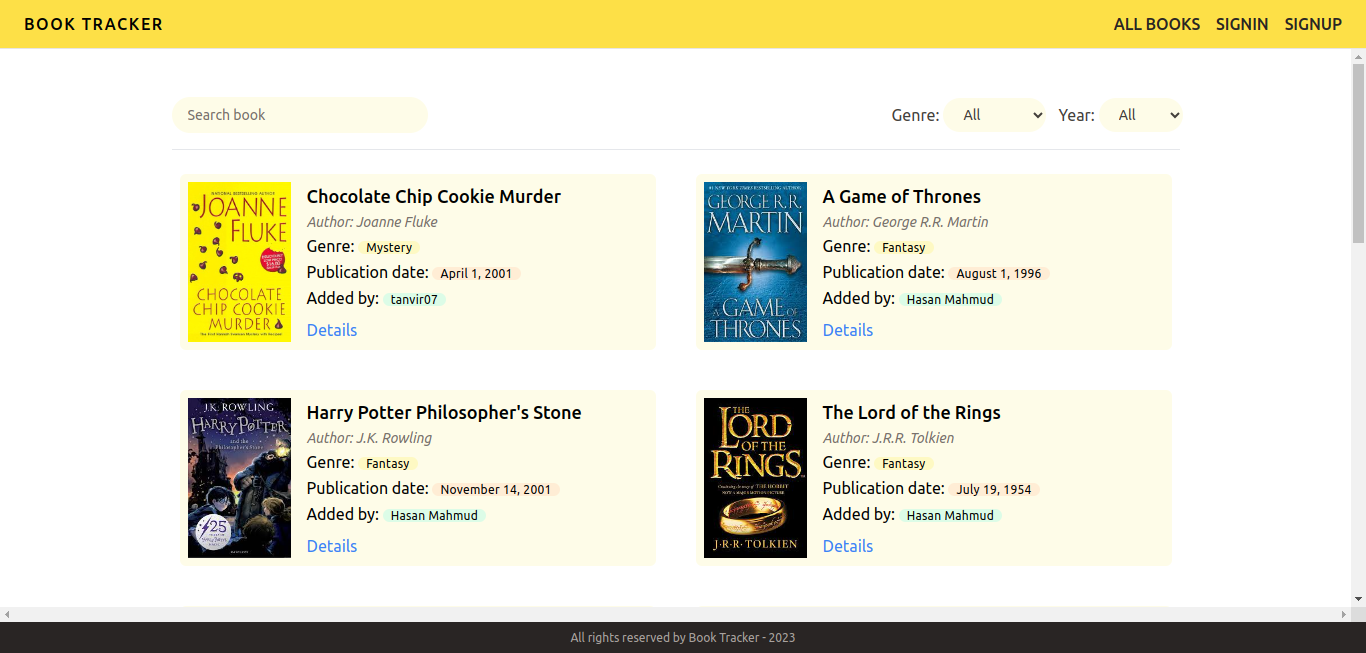 BOOK TRACKER
ALL BOOKS SIGNIN SIGNUP
Search book
Genre: All Year: All
NATIONAL BESTSELLING AUTHOR
JOANNE
FLUKE
CHOCOLATE
CHIP COOKIE
MURDER
Chocolate Chip Cookie Murder
Author: Joanne Fluke
Genre: Mystery
Publication date: April 1, 2001
Added by: tanvir07
Details
#1 NEW YORK TIMES BESTSELLING AUTHOR
GEORGE R.R.
MARTIN
A GAME OF
THRONES
A Game of Thrones
Author: George R.R. Martin
Genre: Fantasy
Publication date: August 1, 1996
Added by: Hasan Mahmud
Details
J.K. ROWLING
HARRY POTTER
and the
Philosopher's Stone
25
Harry Potter Philosopher's Stone
Author: J.K. Rowling
Genre: Fantasy
Publication date: November 14, 2001
Added by: Hasan Mahmud
Details
THE
LORD
OF THE
RINGS
J·R·R·TOLKIEN
The Lord of the Rings
Author: J.R.R. Tolkien
Genre: Fantasy
Publication date: July 19, 1954
Added by: Hasan Mahmud
Details
All rights reserved by Book Tracker - 2023